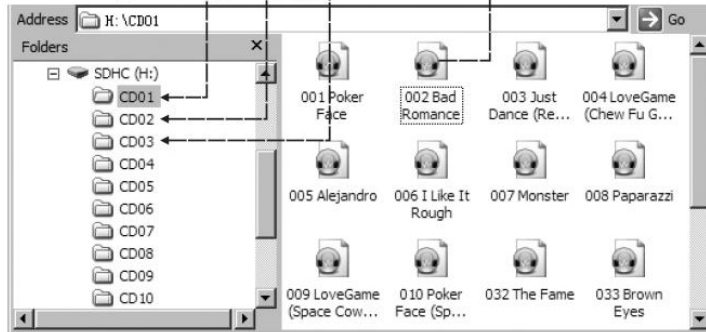 Address H:\CD01 Go
Folders ×
SDHC (H:)
CD01
CD02
CD03
CD04
CD05
CD06
CD07
CD08
CD09
CD10
001 Poker
Face
002 Bad
Romance
003 Just
Dance (Re...
004 LoveGame
(Chew Fu G...
005 Alejandro
006 I Like It
Rough
007 Monster
008 Paparazzi
009 LoveGame
(Space Cow...
010 Poker
Face (Sp...
032 The Fame
033 Brown
Eyes